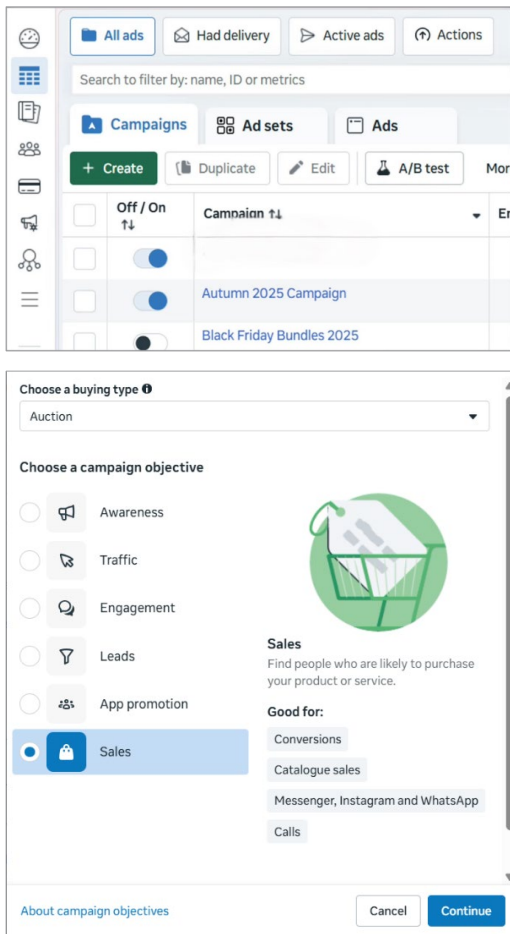 All ads Had delivery Active ads Actions
Search to filter by: name, ID or metrics
Campaigns Ad sets Ads
+ Create Duplicate Edit A/B test Mor
Off / On ↑↓ Campaign ↑↓ En
Autumn 2025 Campaign
Black Friday Bundles 2025
Choose a buying type
Auction
Choose a campaign objective
Awareness
Traffic
Engagement
Leads
App promotion
Sales
Sales
Find people who are likely to purchase
your product or service.
Good for:
Conversions
Catalogue sales
Messenger, Instagram and WhatsApp
Calls
About campaign objectives Cancel Continue